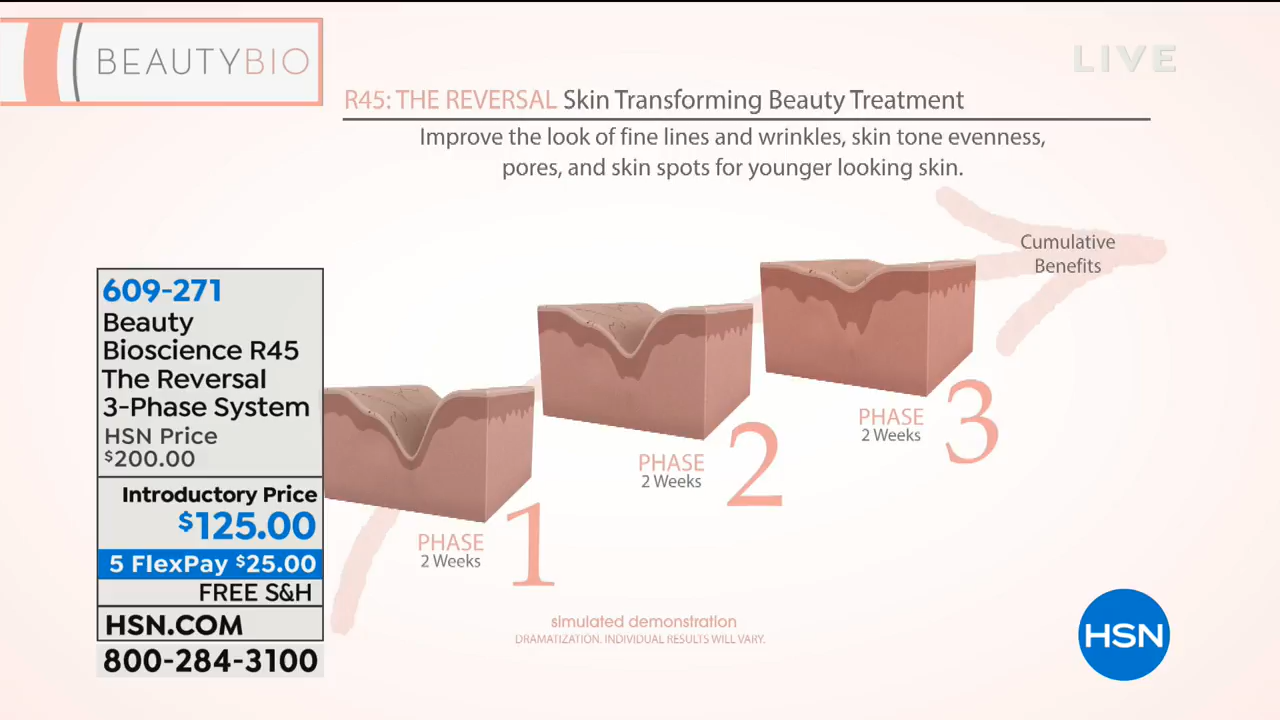 BEAUTYBIO
LIVE
R45: THE REVERSAL Skin Transforming Beauty Treatment
Improve the look of fine lines and wrinkles, skin tone evenness,
pores, and skin spots for younger looking skin.
Cumulative
Benefits
609-271
Beauty
Bioscience R45
The Reversal
3-Phase System
HSN Price
$200.00
Introductory Price
$125.00
5 FlexPay $25.00
FREE S&H
HSN.COM
800-284-3100
PHASE 1
2 Weeks
PHASE 2
2 Weeks
PHASE 3
2 Weeks
simulated demonstration
DRAMATIZATION. INDIVIDUAL RESULTS WILL VARY.
HSN